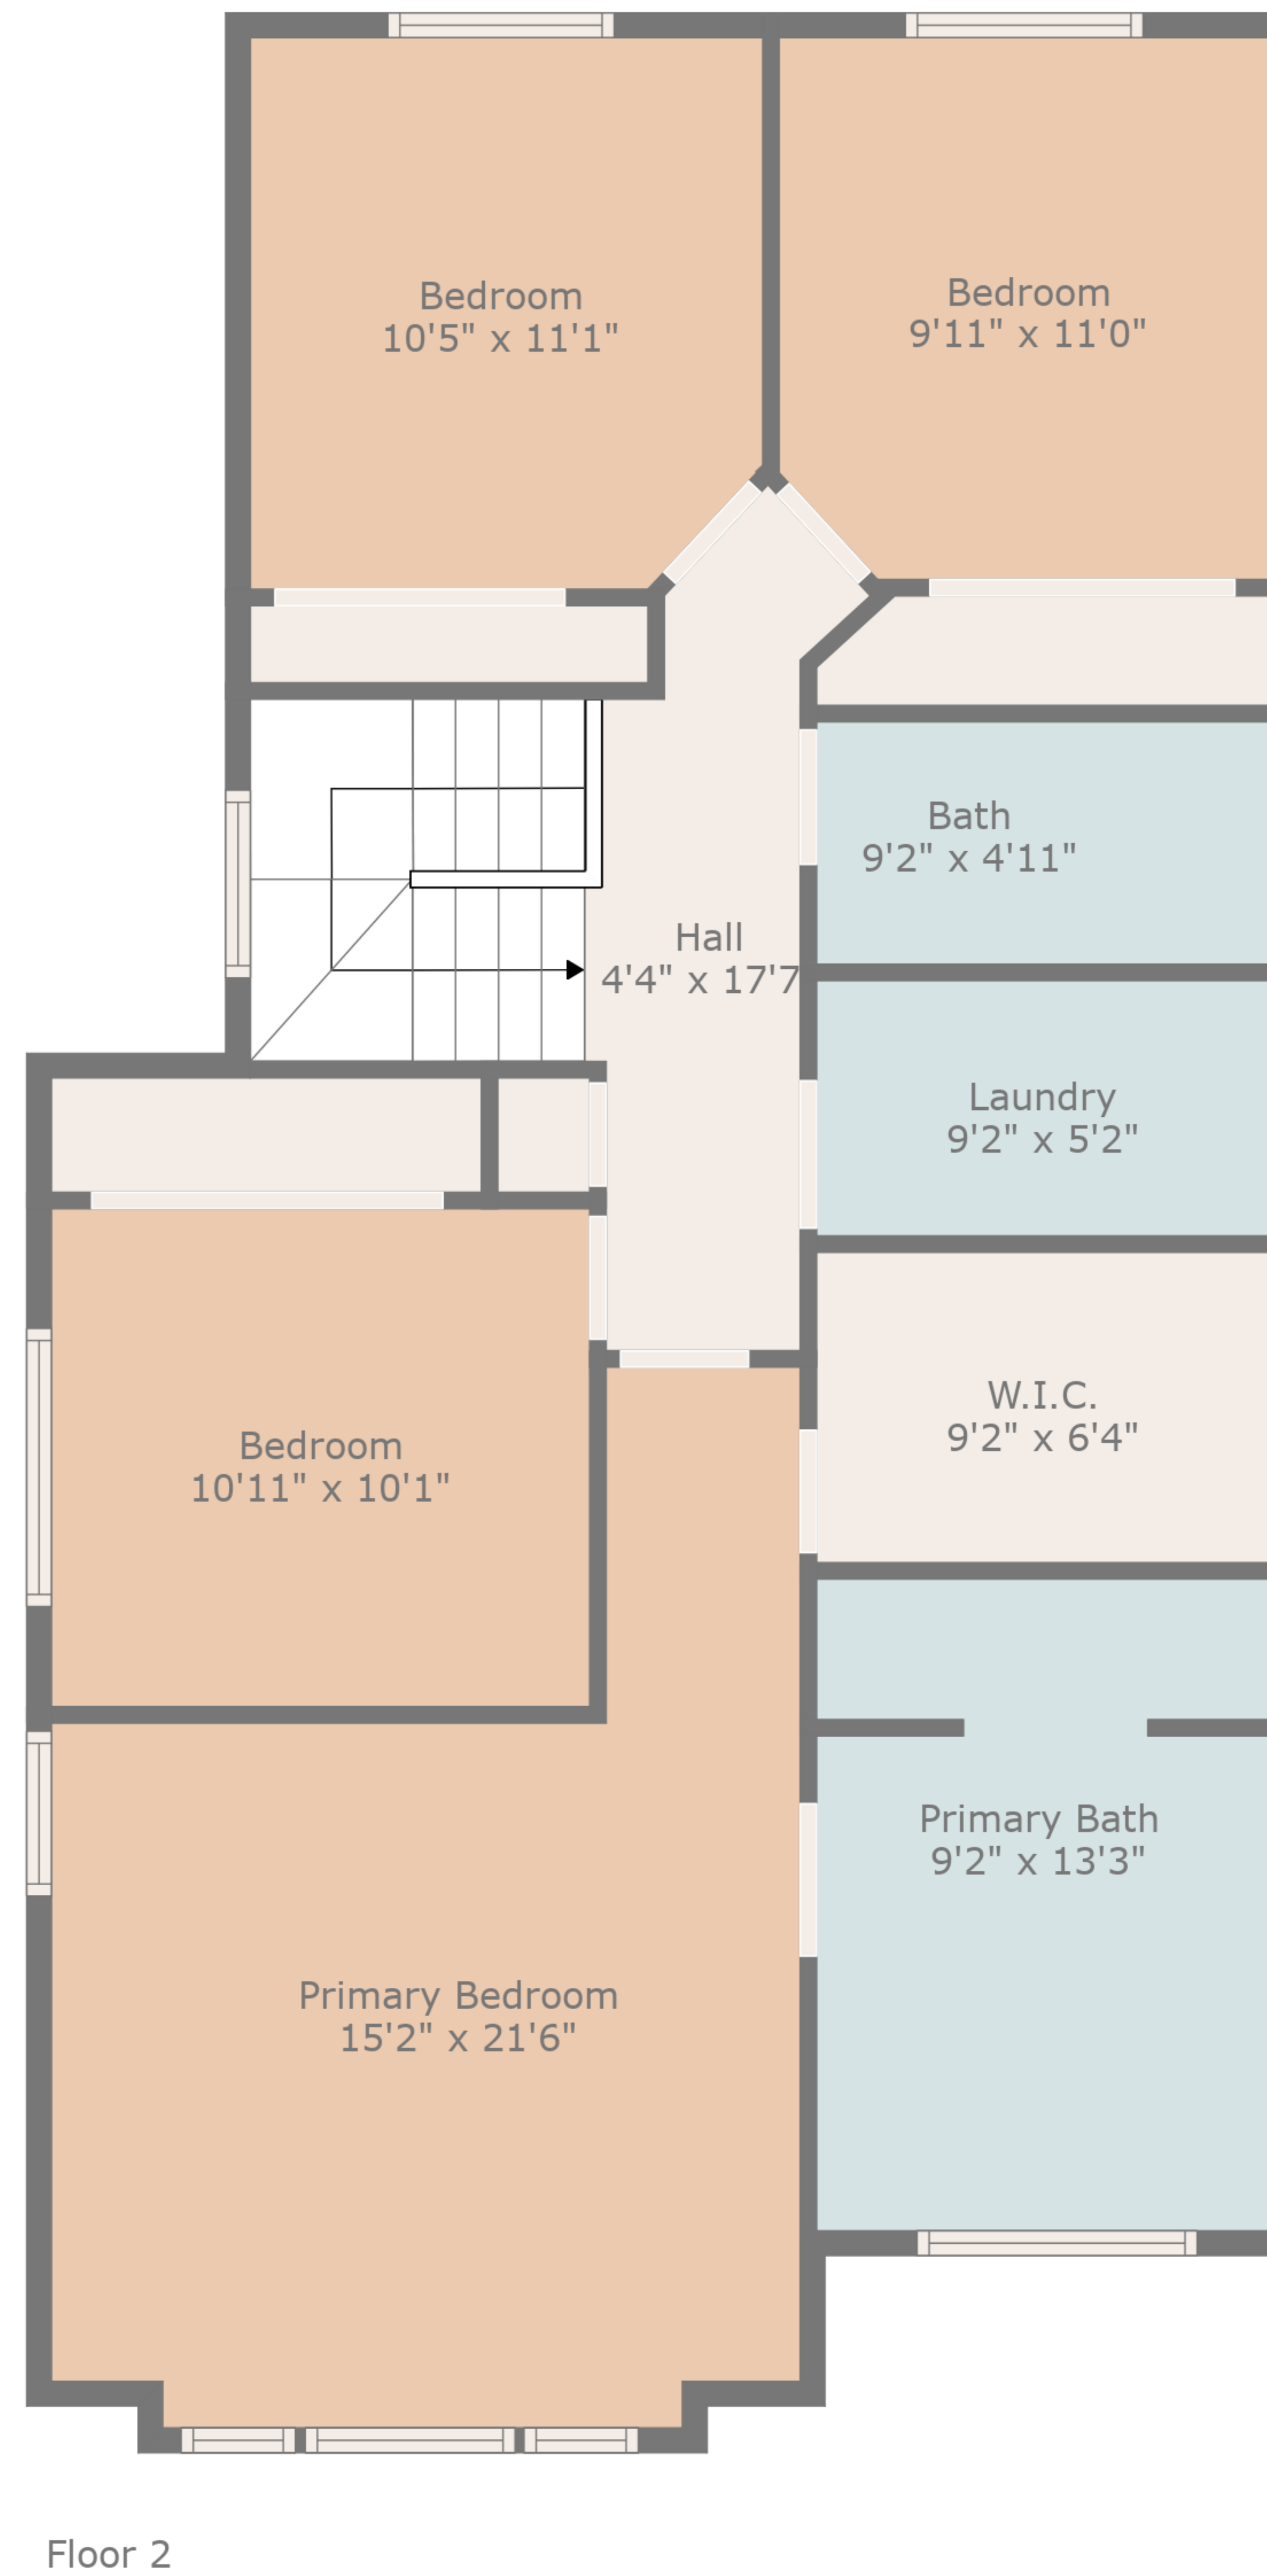 Bedroom
10'5" x 11'1"
Bedroom
9'11" x 11'0"
Bath
9'2" x 4'11"
Hall
4'4" x 17'7
Laundry
9'2" x 5'2"
W.I.C.
9'2" x 6'4"
Bedroom
10'11" x 10'1"
Primary Bath
9'2" x 13'3"
Primary Bedroom
15'2" x 21'6"
Floor 2